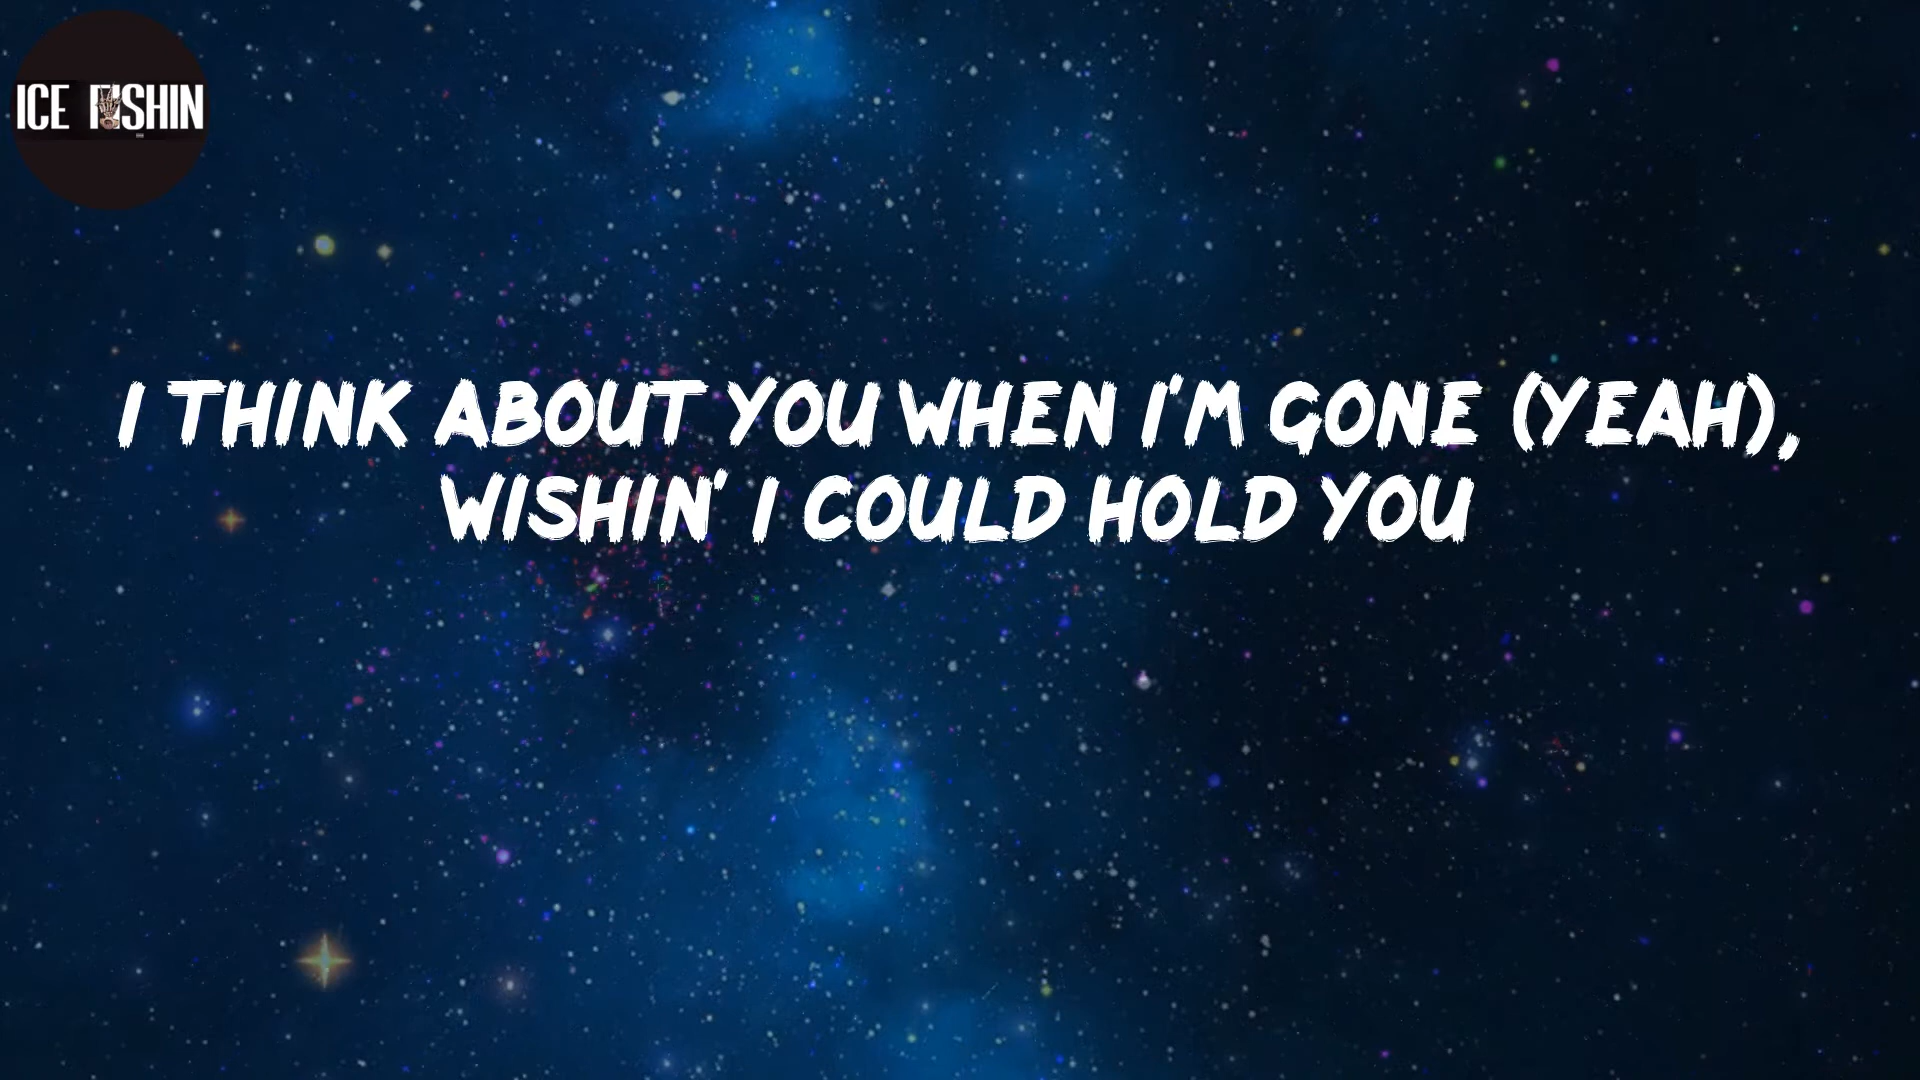 ICE FISHIN
I THINK ABOUT YOU WHEN I'M GONE (YEAH),
WISHIN' I COULD HOLD YOU